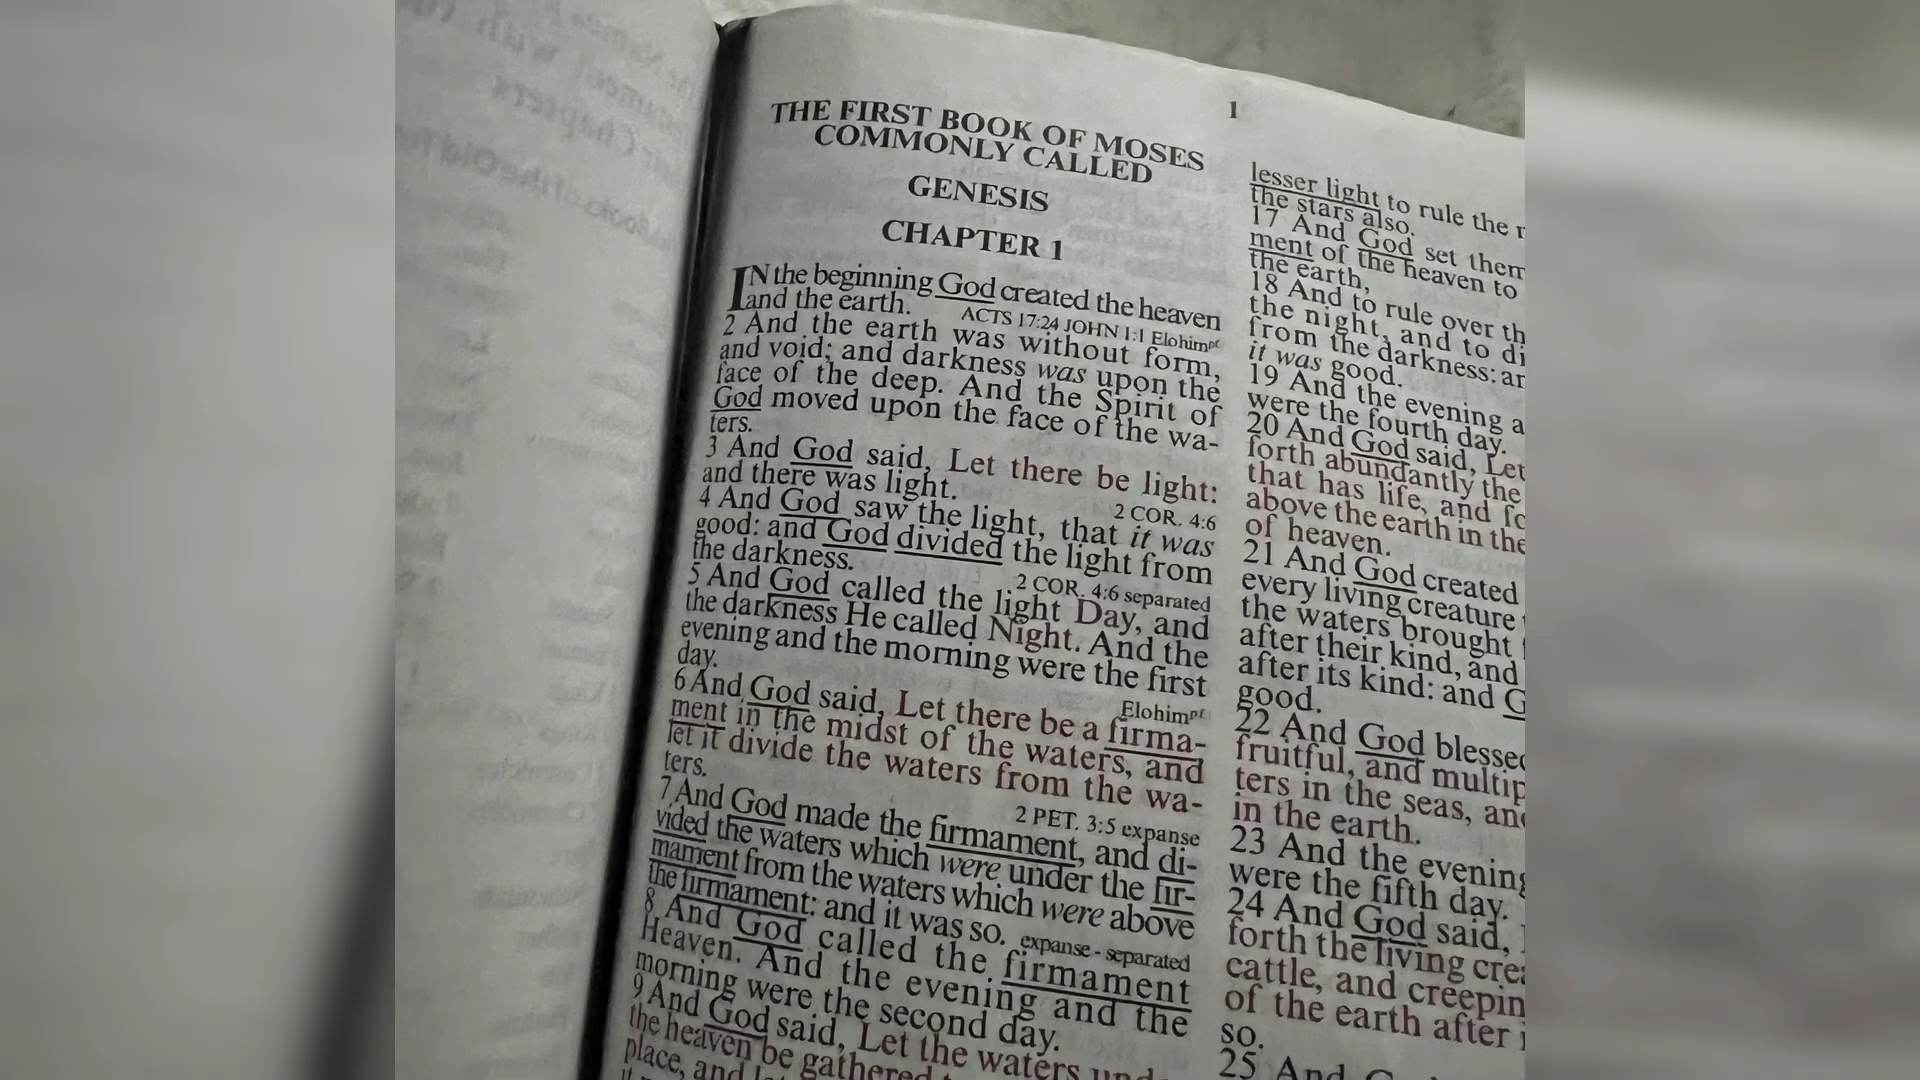 1
THE FIRST BOOK OF MOSES
COMMONLY CALLED
GENESIS
CHAPTER 1
IN the beginning God created the heaven
and the earth. ACTS 17:24 JOHN 1:1 Elohimᵖᶠ
2 And the earth was without form,
and void; and darkness was upon the
face of the deep. And the Spirit of
God moved upon the face of the wa-
ters.
3 And God said, Let there be light:
and there was light. 2 COR. 4:6
4 And God saw the light, that it was
good: and God divided the light from
the darkness. 2 COR. 4:6 separated
5 And God called the light Day, and
the darkness He called Night. And the
evening and the morning were the first
day. Elohimᵖᶠ
6 And God said, Let there be a firma-
ment in the midst of the waters, and
let it divide the waters from the wa-
ters. 2 PET. 3:5 expanse
7 And God made the firmament, and di-
vided the waters which were under the fir-
mament from the waters which were above
the firmament: and it was so. expanse - separated
8 And God called the firmament
Heaven. And the evening and the
morning were the second day.
9 And God said, Let the waters
the heaven be gathered
place, and
lesser light to rule the
the stars also.
17 And God set them
ment of the heaven to
the earth,
18 And to rule over
the night, and to
from the darkness:
it was good.
19 And the evening
were the fourth day.
20 And God said, Let
forth abundantly the
that has life, and
above the earth in the
of heaven.
21 And God created
every living creature
the waters brought
after their kind, and
after its kind: and
good.
22 And God blessed
fruitful, and
ters in the seas,
in the earth.
23 And the evening
were the fifth day.
24 And God said,
forth the living
cattle, and
of the earth after
so.
25 And